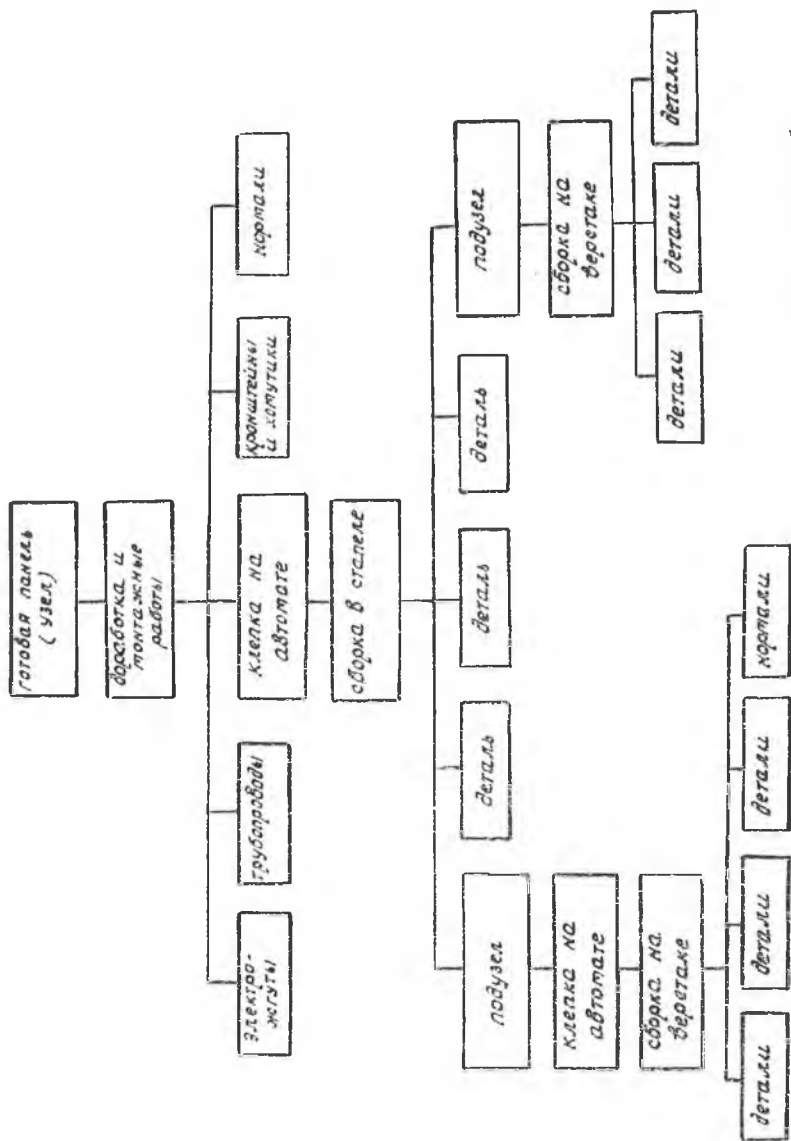 готовая панель
(узел)
доработка и
монтажные
работы
электро-
жгуты
трубопроводы
клепка на
автомате
кронштейны
и хомутики
нормали
сборка в стапеле
подузел
деталь
деталь
деталь
подузел
клепка на
автомате
сборка на
верстаке
сборка на
верстаке
детали
детали
детали
нормали
детали
детали
детали